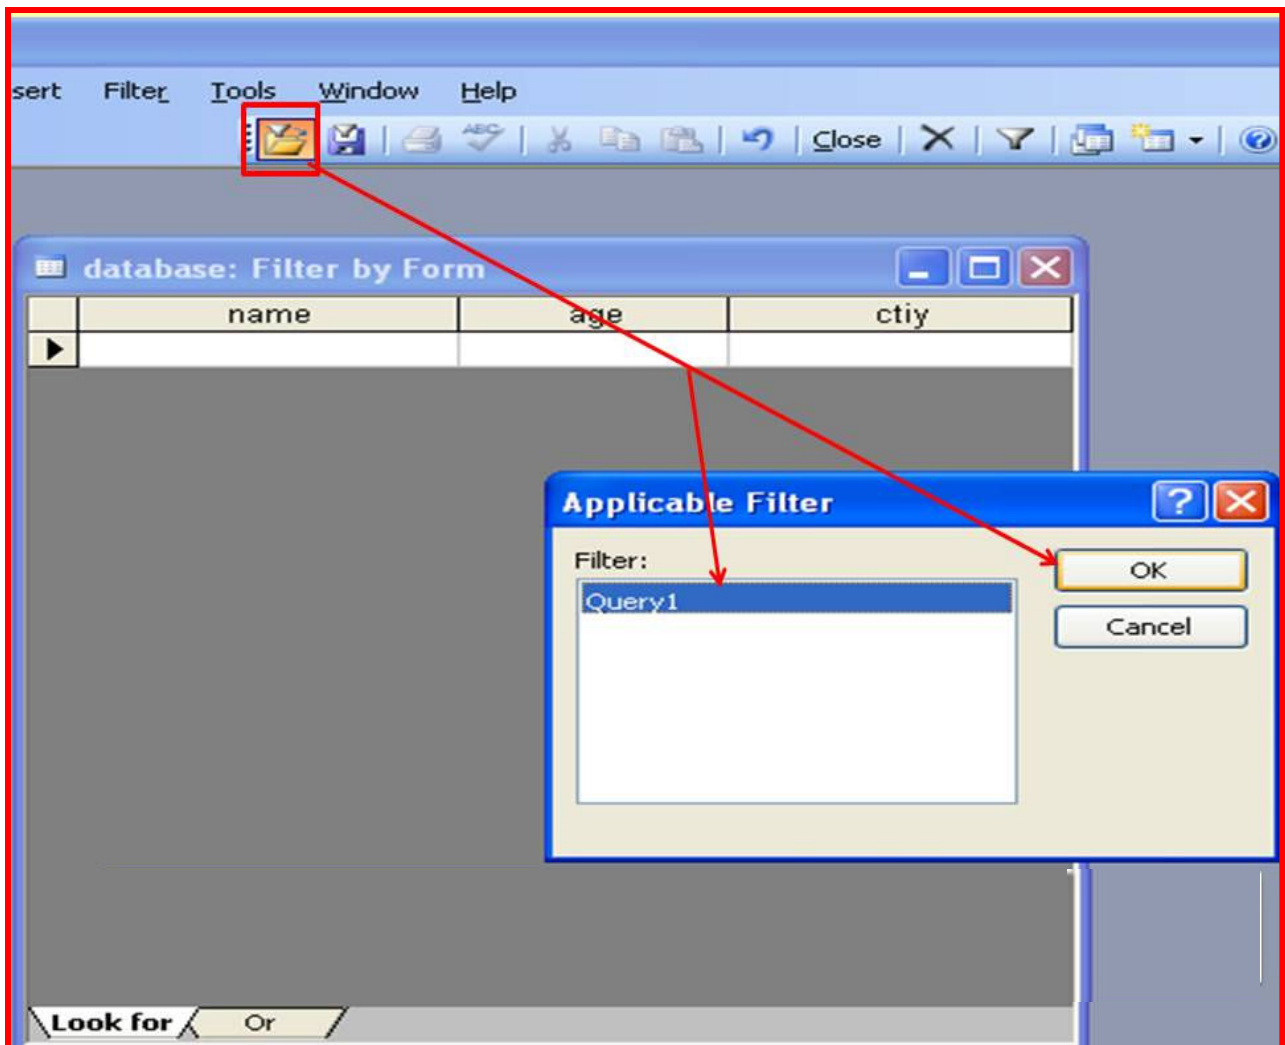 sert Filter Tools Window Help
ABC Close
database: Filter by Form
name age ctiy
Applicable Filter
Filter:
OK
Query1
Cancel
Look for Or